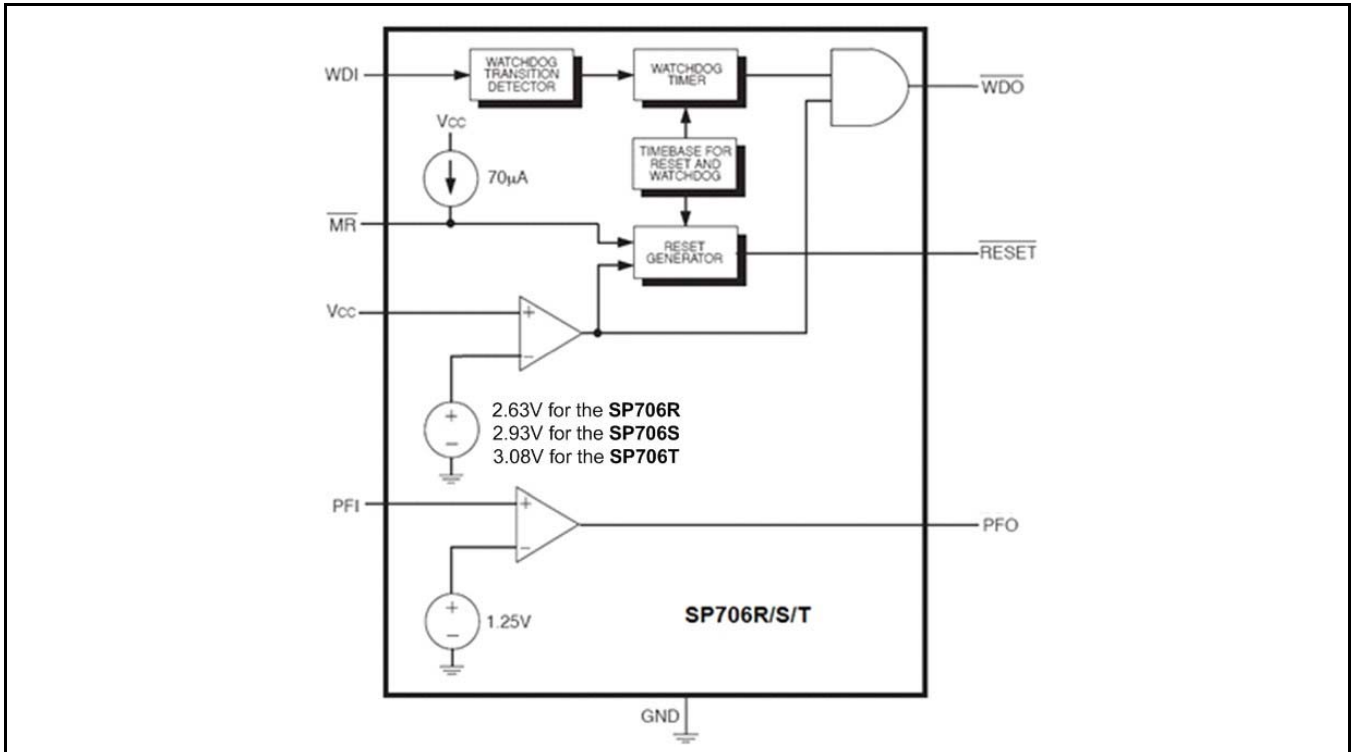 WDI
WATCHDOG
TRANSITION
DETECTOR
WATCHDOG
TIMER
WDO
VCC
70µA
TIMEBASE FOR
RESET AND
WATCHDOG
MR
RESET
GENERATOR
RESET
VCC
+
−
+
−
2.63V for the SP706R
2.93V for the SP706S
3.08V for the SP706T
PFI
+
−
PFO
+
−
1.25V
SP706R/S/T
GND